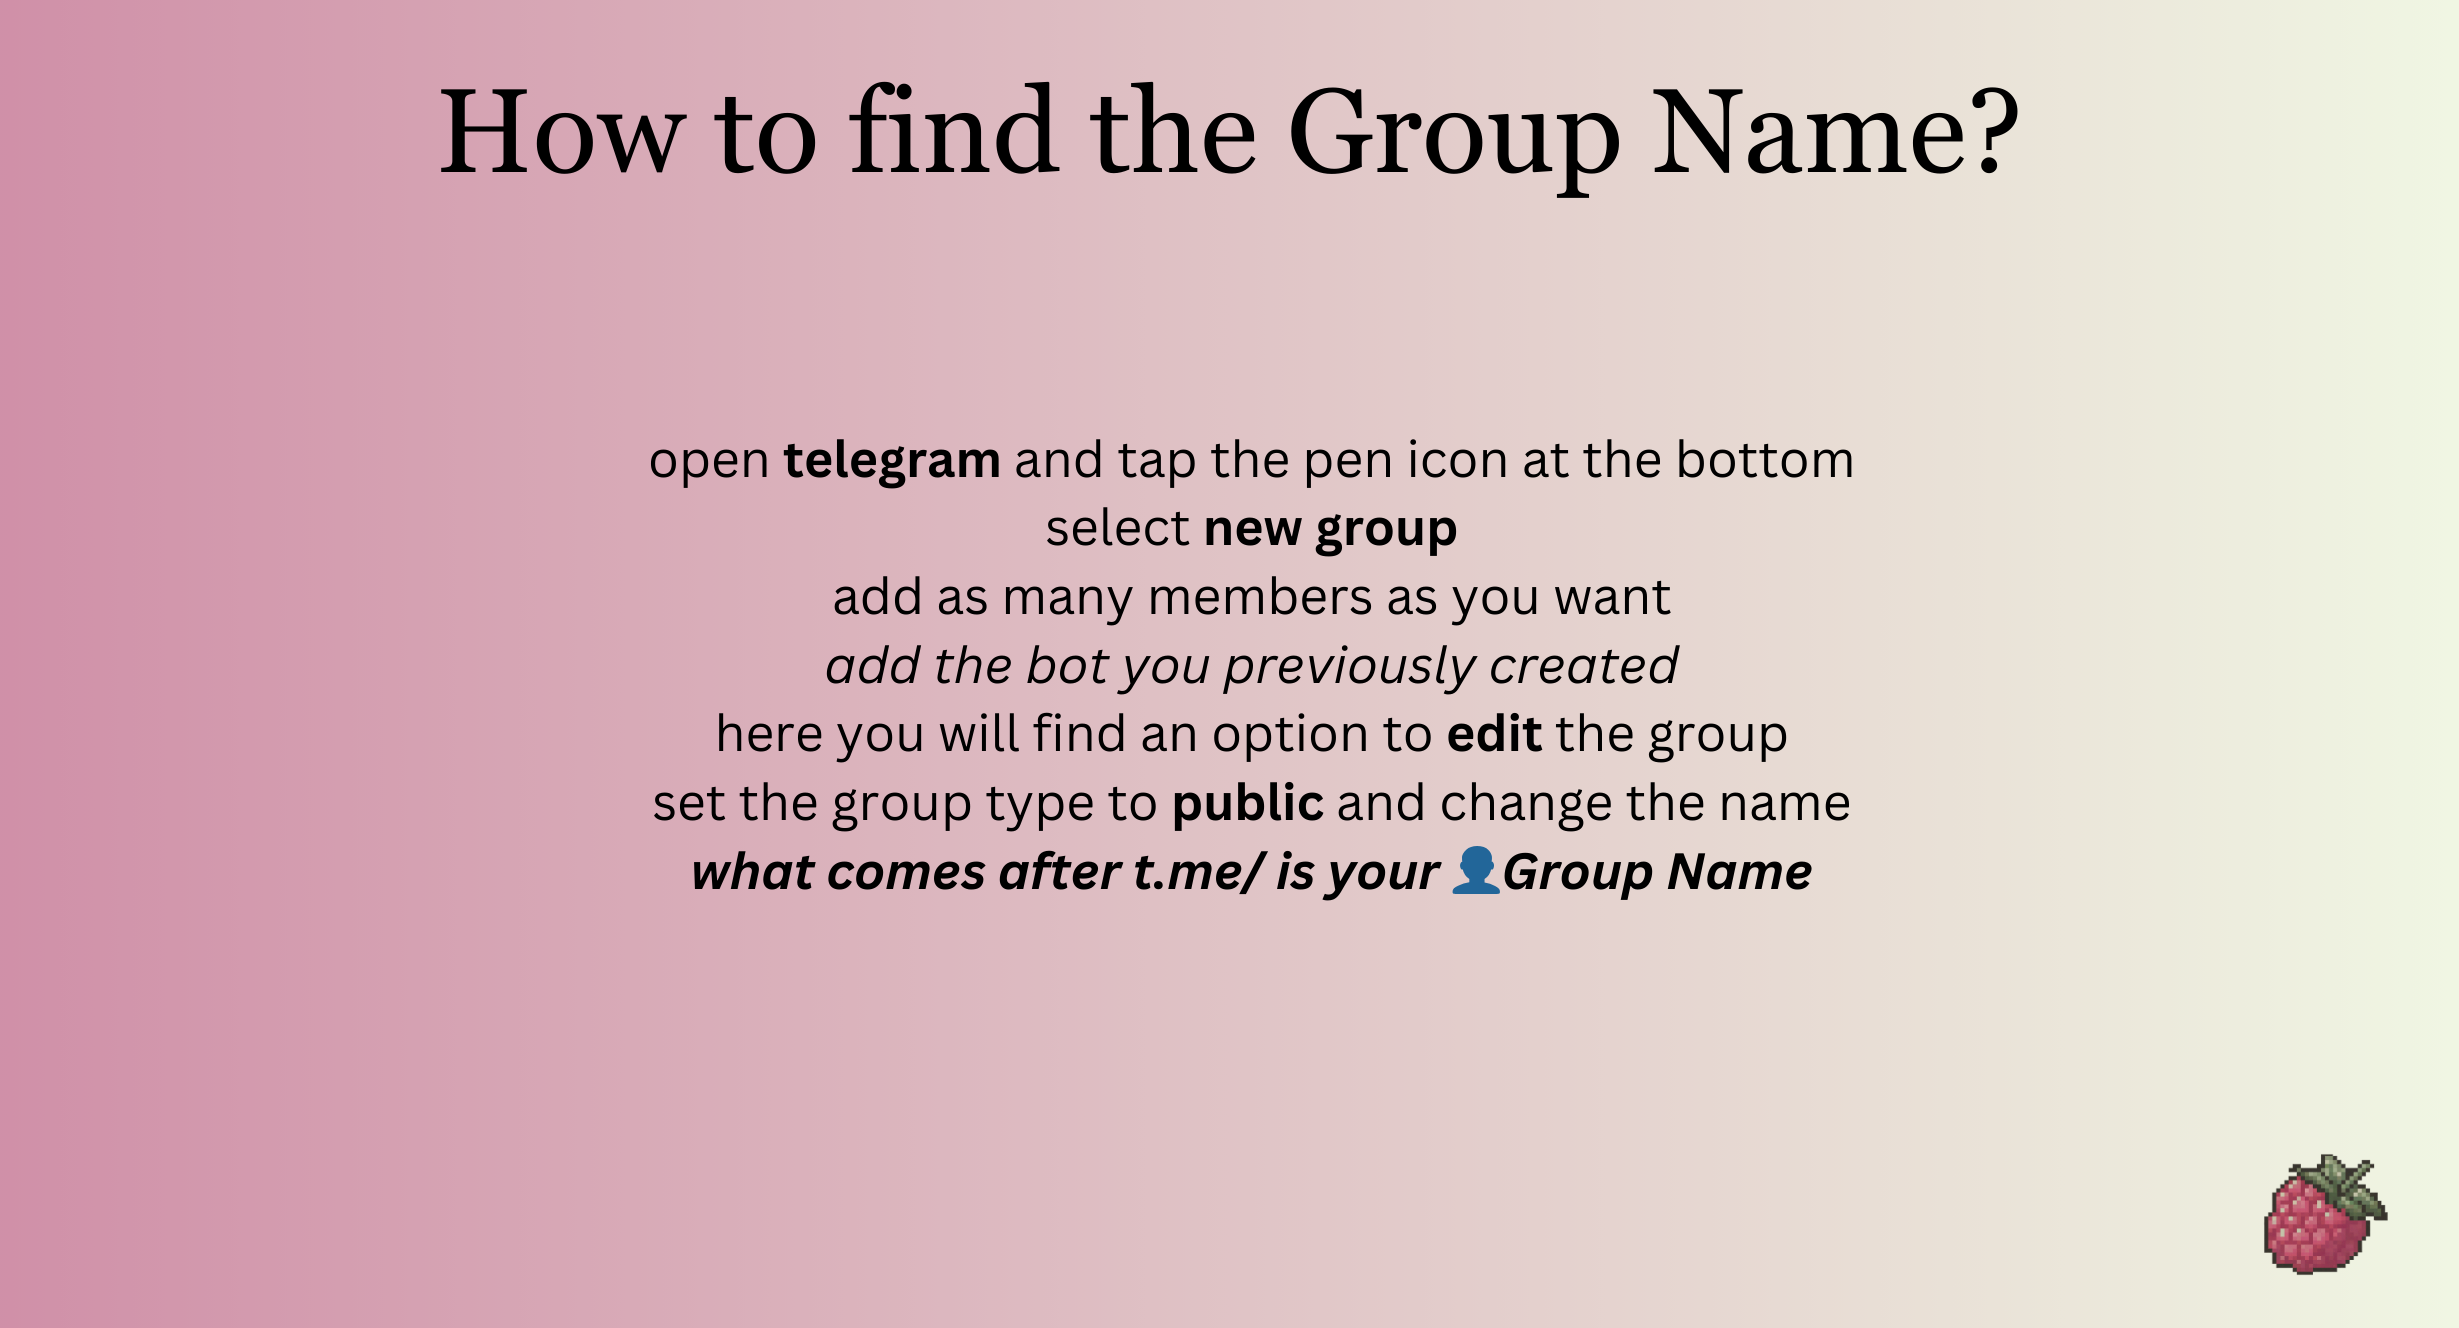 How to find the Group Name?
open telegram and tap the pen icon at the bottom
select new group
add as many members as you want
add the bot you previously created
here you will find an option to edit the group
set the group type to public and change the name
what comes after t.me/ is your 👤Group Name